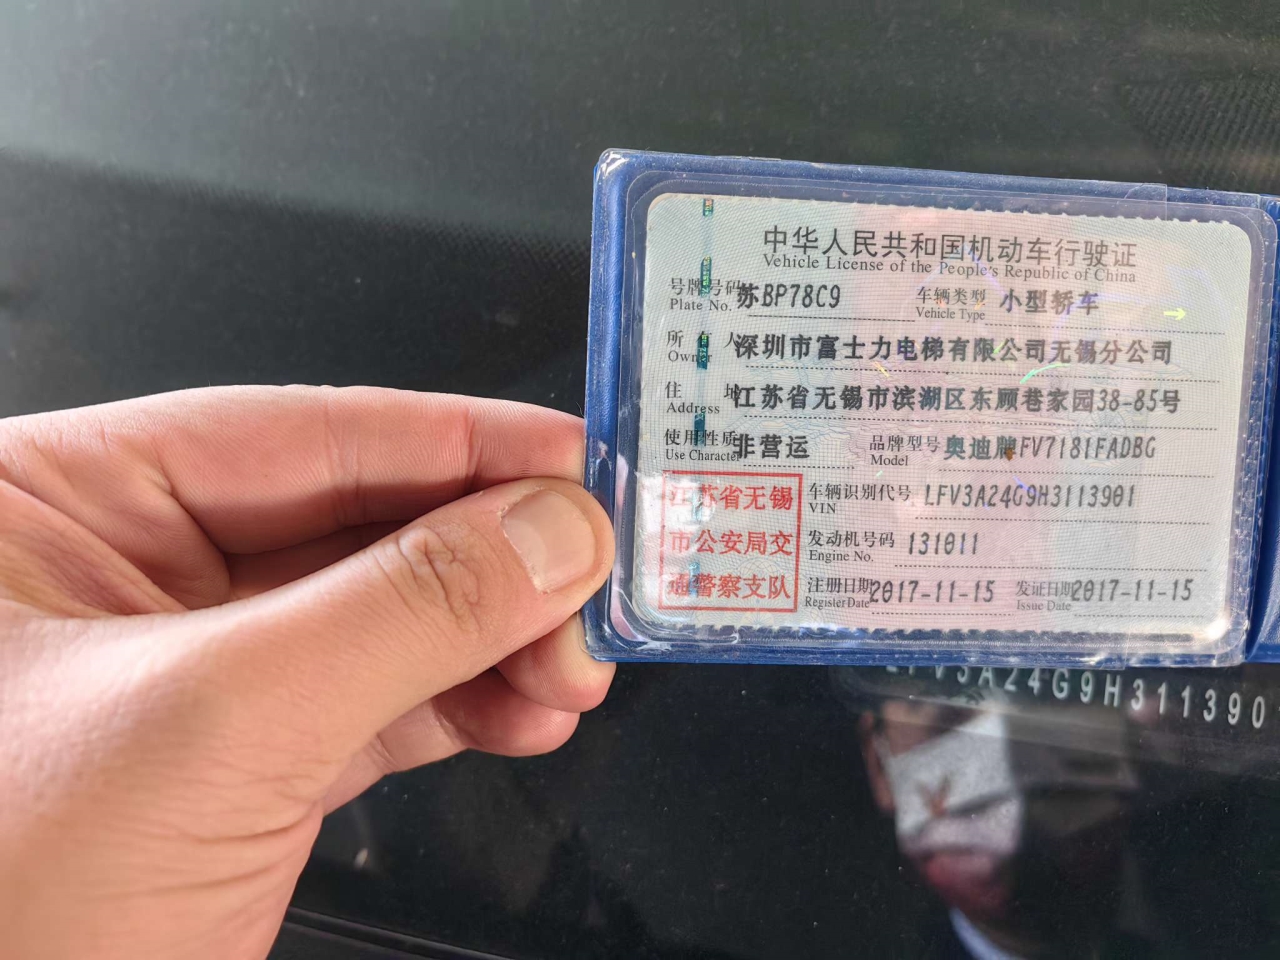 中华人民共和国机动车行驶证
Vehicle License of the People's Republic of China
号牌号码 苏BP78C9 车辆类型 小型轿车
Plate No. Vehicle Type
所有人 深圳市富士力电梯有限公司无锡分公司
Owner
住址 江苏省无锡市滨湖区东顾巷家园38-85号
Address
使用性质 非营运 品牌型号 奥迪牌FV7181FADBG
Use Character Model
江苏省无锡
市公安局交
通警察支队
车辆识别代号 LFV3A24G9H3113901
VIN
发动机号码 131011
Engine No.
注册日期 2017-11-15 发证日期 2017-11-15
Register Date Issue Date
LFV3A24G9H311390